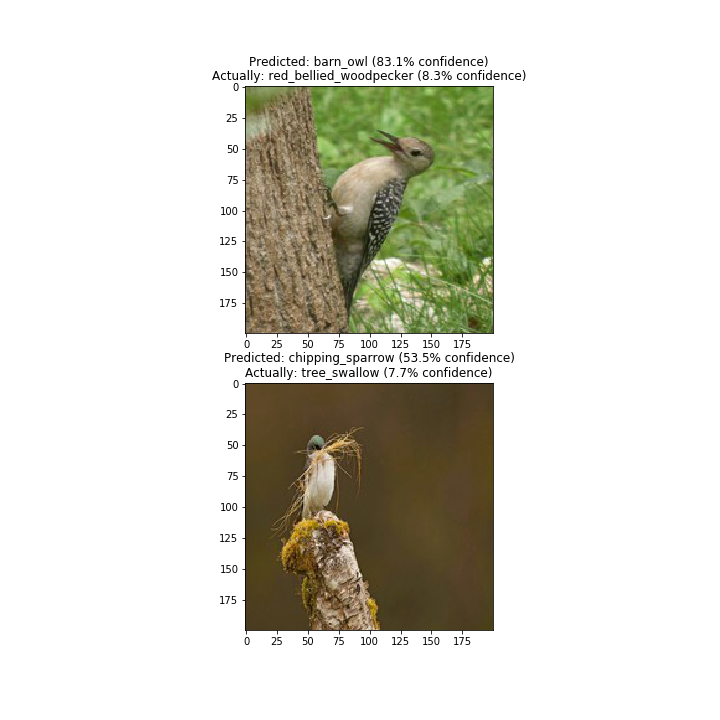 Predicted: barn_owl (83.1% confidence)
Actually: red_bellied_woodpecker (8.3% confidence)
0
25
50
75
100
125
150
175
0 25 50 75 100 125 150 175
Predicted: chipping_sparrow (53.5% confidence)
Actually: tree_swallow (7.7% confidence)
0
25
50
75
100
125
150
175
0 25 50 75 100 125 150 175